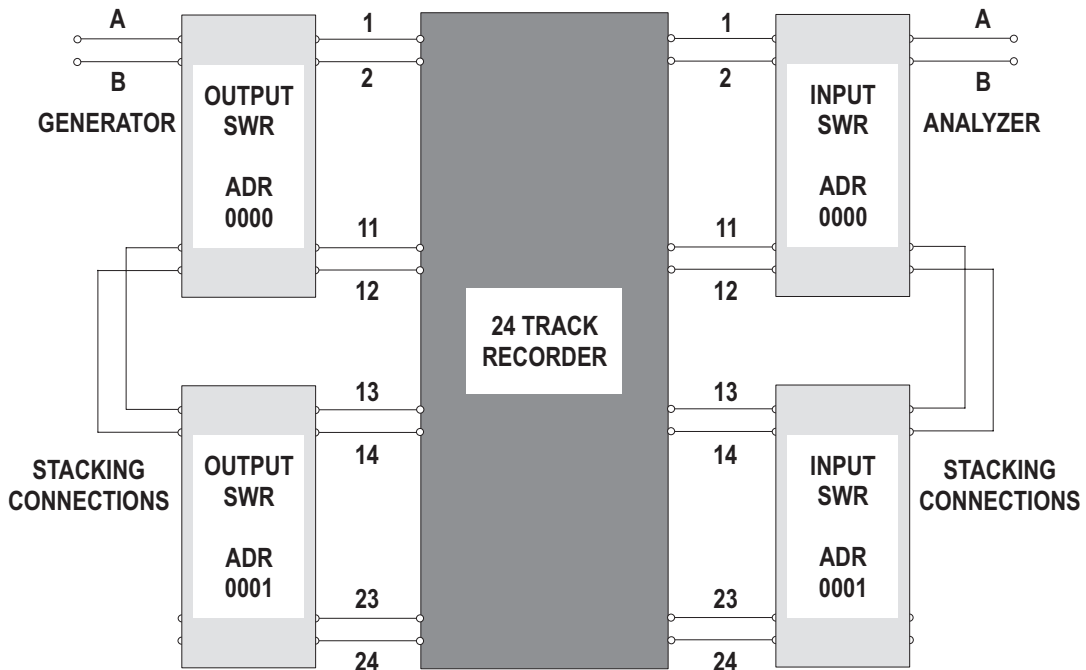 A
1
1
A
B
2
2
B
GENERATOR
OUTPUT
SWR
ADR
0000
INPUT
SWR
ADR
0000
ANALYZER
11
11
12
12
24 TRACK
RECORDER
13
13
14
14
STACKING
CONNECTIONS
OUTPUT
SWR
ADR
0001
INPUT
SWR
ADR
0001
STACKING
CONNECTIONS
23
23
24
24